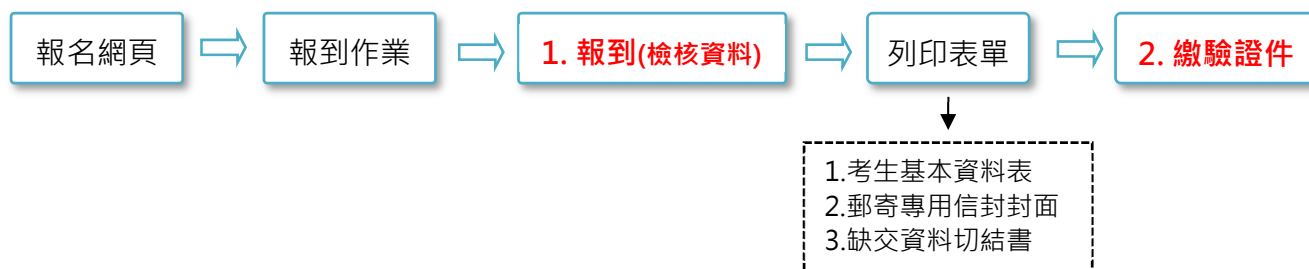 報名網頁
報到作業
1. 報到(檢核資料)
列印表單
2. 繳驗證件
1.考生基本資料表
2.郵寄專用信封封面
3.缺交資料切結書